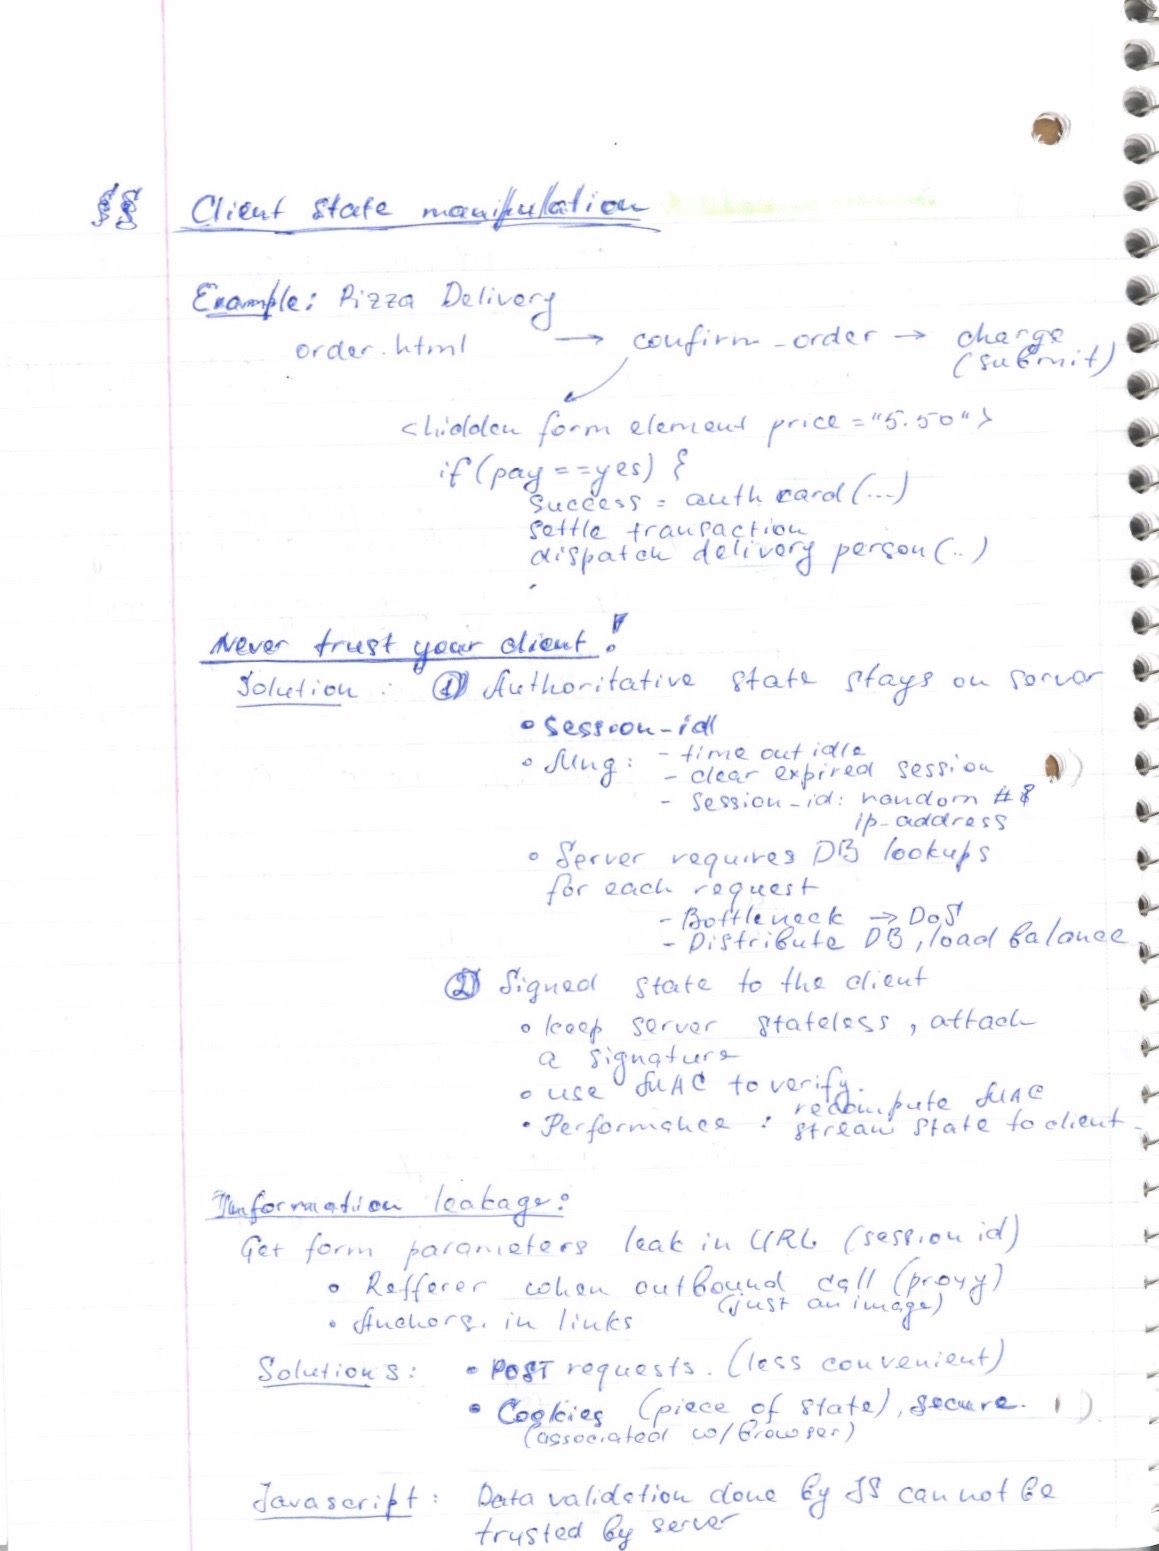 §§ Client state manipulation
Example: Pizza Delivery
order.html → confirm_order → charge
(submit)
<hidden form element price="5.50">
if (pay==yes) {
success = auth card(...)
settle transaction
dispatch delivery person(..)
Never trust your client!
Solution: ① Authoritative state stays on server
• session-id
• Mng: - time out idle
- clear expired session
- session-id: random # &
ip-address
• Server requires DB lookups
for each request
- Bottleneck → DoS
- Distribute DB, load balance
② Signed state to the client
• keep server stateless, attach
a signature
• use MAC to verify.
• Performance: recompute MAC
stream state to client.
Information leakage:
Get form parameters leak in URL (session id)
• Refferer when outbound call (proxy)
(just an image)
• Anchors. in links
Solutions: • POST requests. (less convenient)
• Cookies (piece of state), secure.
(associated w/ browser)
Javascript: Data validation done by JS can not be
trusted by server